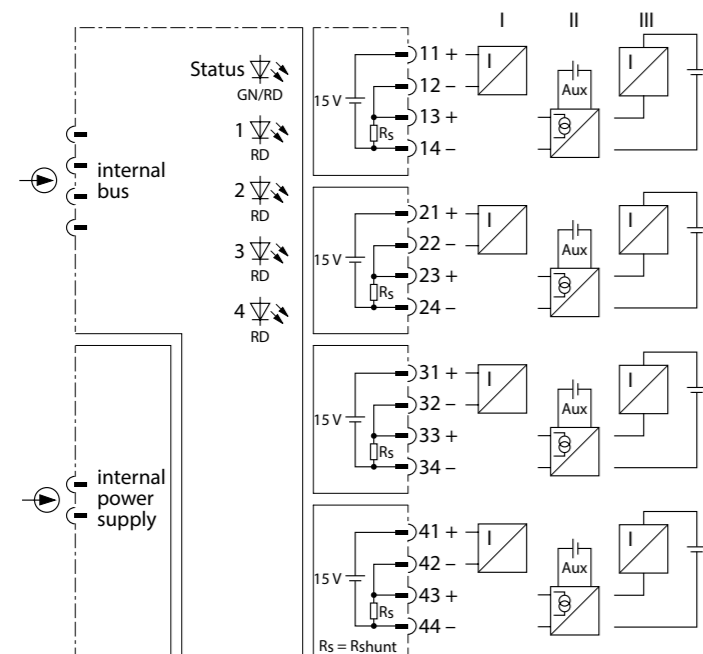 I II III
Status
GN/RD
1
RD
2
RD
3
RD
4
RD
internal
bus
internal
power
supply
15 V
Rs
11 +
12 –
13 +
14 –
I
Aux
I
15 V
Rs
21 +
22 –
23 +
24 –
I
Aux
I
15 V
Rs
31 +
32 –
33 +
34 –
I
Aux
I
15 V
Rs
41 +
42 –
43 +
44 –
I
Aux
I
Rs = Rshunt